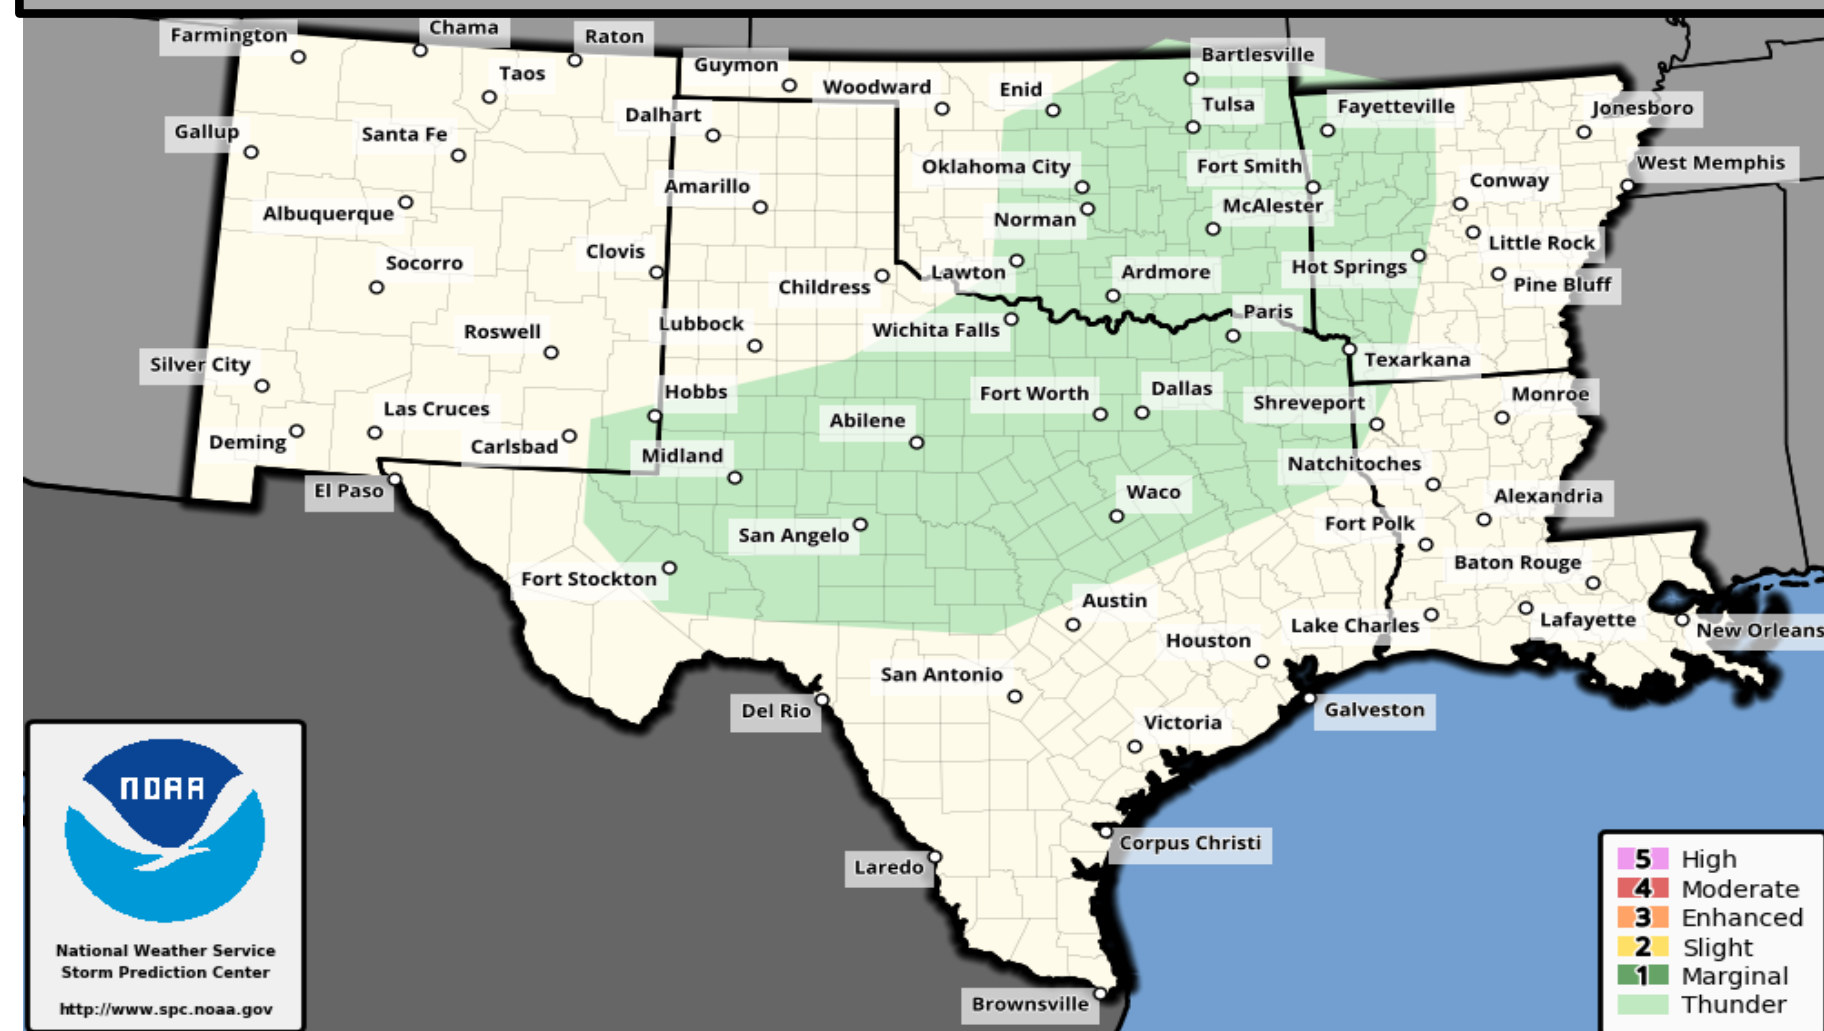 Farmington
Chama
Raton
Taos
Guymon
Woodward
Enid
Bartlesville
Tulsa
Fayetteville
Jonesboro
Dalhart
Gallup
Santa Fe
Oklahoma City
Fort Smith
West Memphis
Conway
Amarillo
Albuquerque
Norman
McAlester
Little Rock
Clovis
Socorro
Childress
Lawton
Ardmore
Hot Springs
Pine Bluff
Roswell
Lubbock
Wichita Falls
Paris
Texarkana
Silver City
Hobbs
Fort Worth
Dallas
Shreveport
Monroe
Las Cruces
Abilene
Deming
Carlsbad
Midland
Natchitoches
El Paso
Waco
Alexandria
San Angelo
Fort Polk
Fort Stockton
Baton Rouge
Austin
Lake Charles
Lafayette
New Orleans
Houston
San Antonio
Del Rio
Victoria
Galveston
Corpus Christi
Laredo
Brownsville
NOAA
National Weather Service
Storm Prediction Center
http://www.spc.noaa.gov
5 High
4 Moderate
3 Enhanced
2 Slight
1 Marginal
Thunder